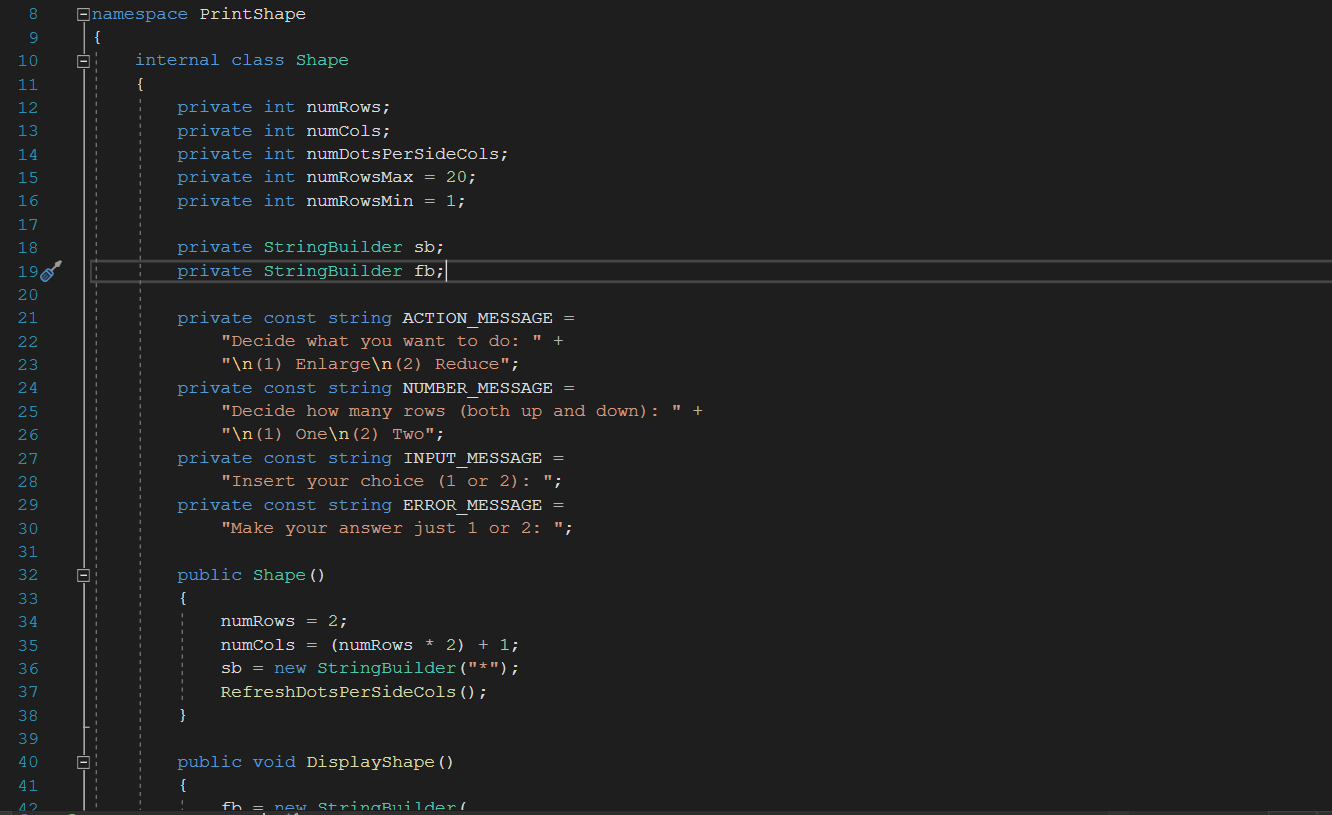 8 namespace PrintShape
9 {
10 internal class Shape
11 {
12 private int numRows;
13 private int numCols;
14 private int numDotsPerSideCols;
15 private int numRowsMax = 20;
16 private int numRowsMin = 1;
17
18 private StringBuilder sb;
19 private StringBuilder fb;
20
21 private const string ACTION_MESSAGE =
22 "Decide what you want to do: " +
23 "\n(1) Enlarge\n(2) Reduce";
24 private const string NUMBER_MESSAGE =
25 "Decide how many rows (both up and down): " +
26 "\n(1) One\n(2) Two";
27 private const string INPUT_MESSAGE =
28 "Insert your choice (1 or 2): ";
29 private const string ERROR_MESSAGE =
30 "Make your answer just 1 or 2: ";
31
32 public Shape()
33 {
34 numRows = 2;
35 numCols = (numRows * 2) + 1;
36 sb = new StringBuilder("*");
37 RefreshDotsPerSideCols();
38 }
39
40 public void DisplayShape()
41 {
42 fb = new StringBuilder(